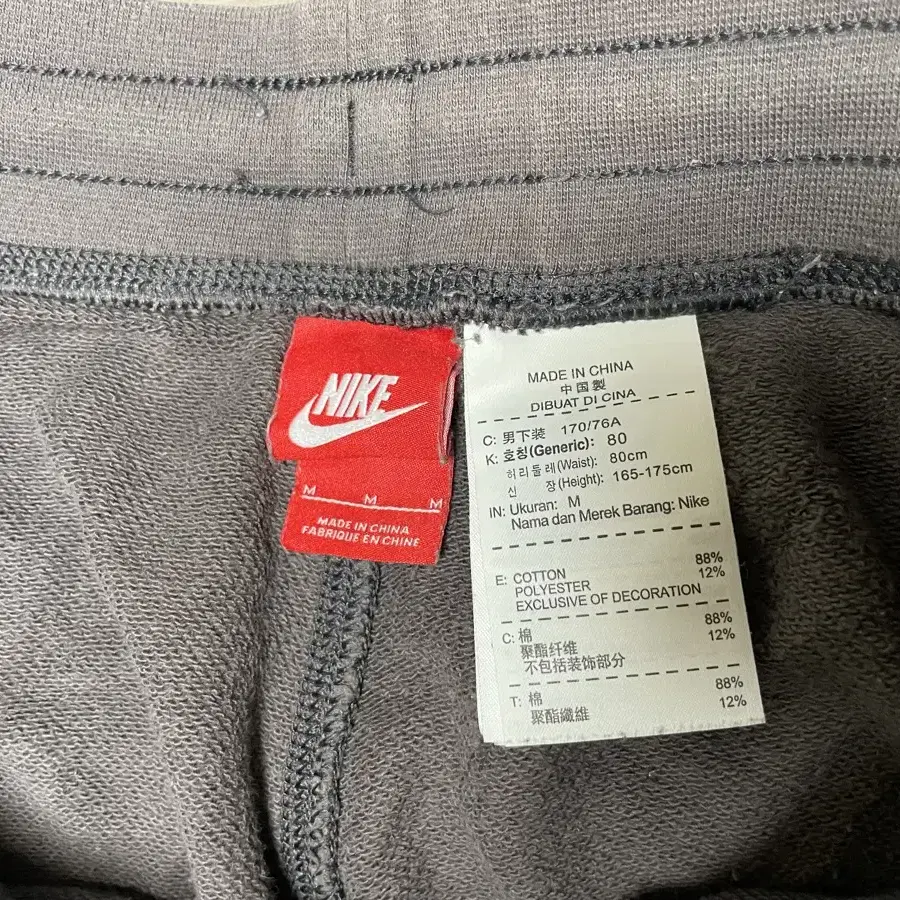 NIKE
M M M
MADE IN CHINA
FABRIQUE EN CHINE
MADE IN CHINA
中国製
DIBUAT DI CINA
C: 男下裝 170/76A
K: 호칭(Generic): 80
허리둘레(Waist): 80cm
신 장(Height): 165-175cm
IN: Ukuran: M
Nama dan Merek Barang: Nike
E: COTTON 88%
POLYESTER 12%
EXCLUSIVE OF DECORATION
C: 棉 88%
聚酯纤维 12%
不包括装饰部分
T: 棉 88%
聚酯纖維 12%